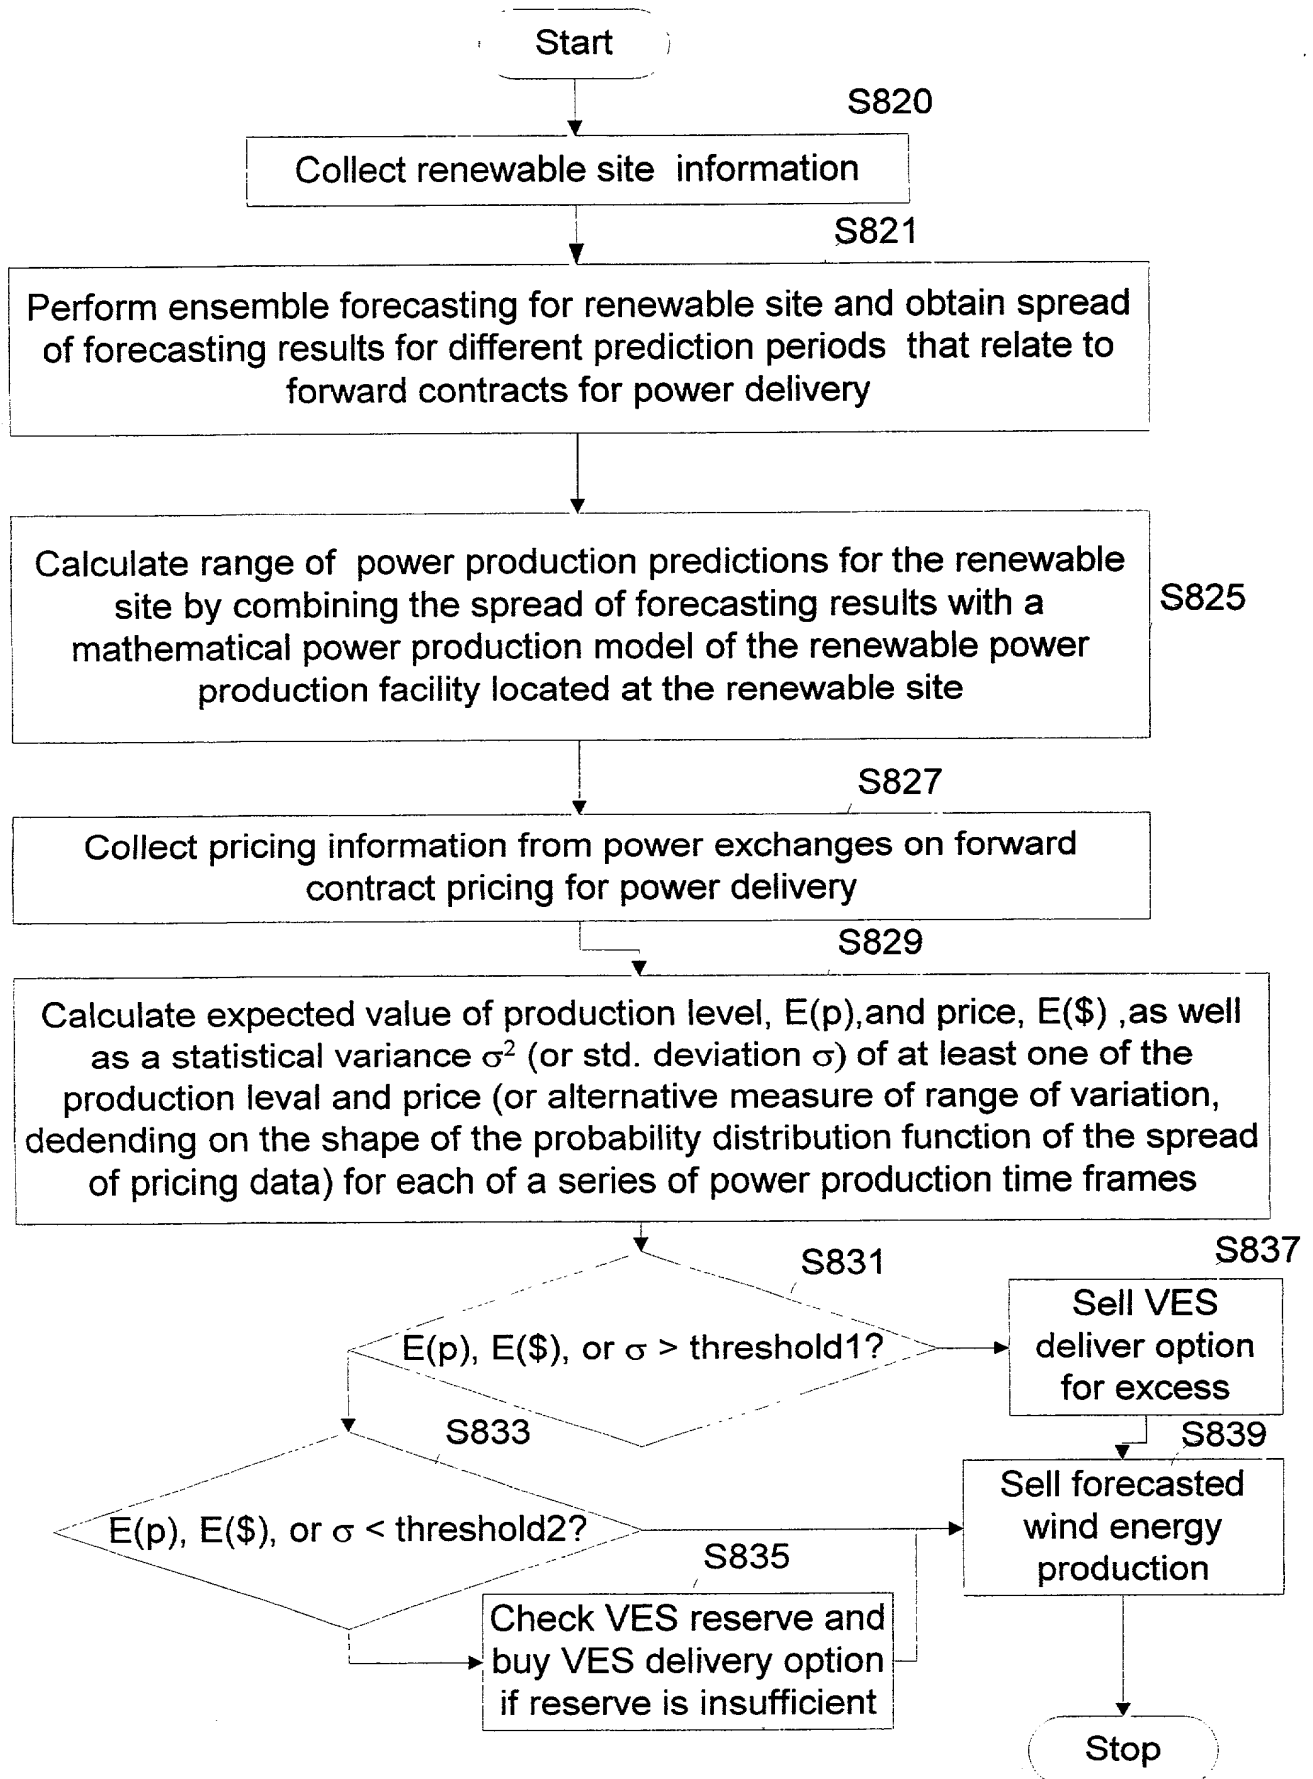 Start
S820
Collect renewable site information
S821
Perform ensemble forecasting for renewable site and obtain spread
of forecasting results for different prediction periods that relate to
forward contracts for power delivery
Calculate range of power production predictions for the renewable
site by combining the spread of forecasting results with a
mathematical power production model of the renewable power
production facility located at the renewable site
S825
S827
Collect pricing information from power exchanges on forward
contract pricing for power delivery
S829
Calculate expected value of production level, E(p),and price, E($) ,as well
as a statistical variance σ² (or std. deviation σ) of at least one of the
production leval and price (or alternative measure of range of variation,
dedending on the shape of the probability distribution function of the spread
of pricing data) for each of a series of power production time frames
S831
E(p), E($), or σ > threshold1?
S837
Sell VES
deliver option
for excess
S833
E(p), E($), or σ < threshold2?
S839
Sell forecasted
wind energy
production
S835
Check VES reserve and
buy VES delivery option
if reserve is insufficient
Stop